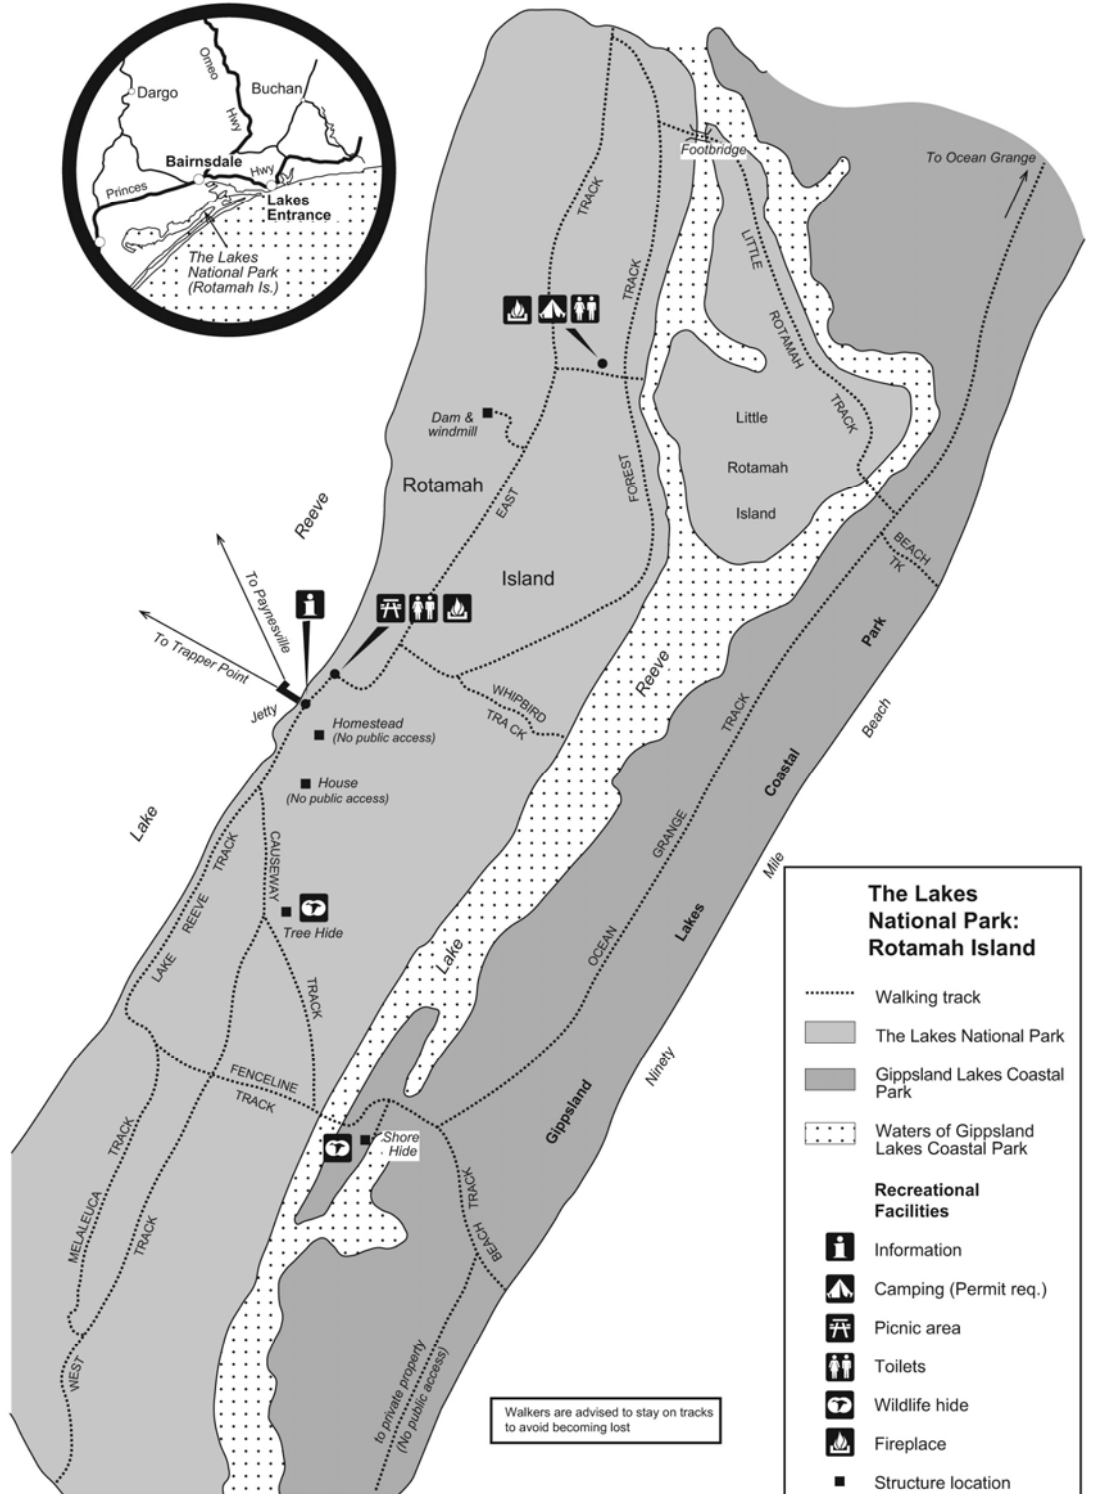 Omeo
Hwy
Dargo
Buchan
Bairnsdale
Hwy
Princes
Lakes
Entrance
The Lakes
National Park
(Rotamah Is.)
Footbridge
To Ocean Grange
TRACK
TRACK
LITTLE
ROTAMAH
TRACK
Dam &
windmill
Little
Rotamah
Island
Rotamah
Island
EAST
FOREST
Reeve
BEACH
TK
To Paynesville
To Trapper Point
Jetty
Homestead
(No public access)
House
(No public access)
WHIPBIRD
TRA CK
Reeve
Park
Beach
TRACK
Coastal
Lake
TRACK
REEVE
LAKE
CAUSEWAY
TRACK
Tree Hide
GRANGE
Mile
Lakes
OCEAN
Lake
Ninety
Gippsland
FENCELINE
TRACK
Shore
Hide
TRACK
MELALEUCA
TRACK
WEST
TRACK
BEACH
to private property
(No public access)
Walkers are advised to stay on tracks
to avoid becoming lost
The Lakes
National Park:
Rotamah Island
Walking track
The Lakes National Park
Gippsland Lakes Coastal
Park
Waters of Gippsland
Lakes Coastal Park
Recreational
Facilities
Information
Camping (Permit req.)
Picnic area
Toilets
Wildlife hide
Fireplace
Structure location